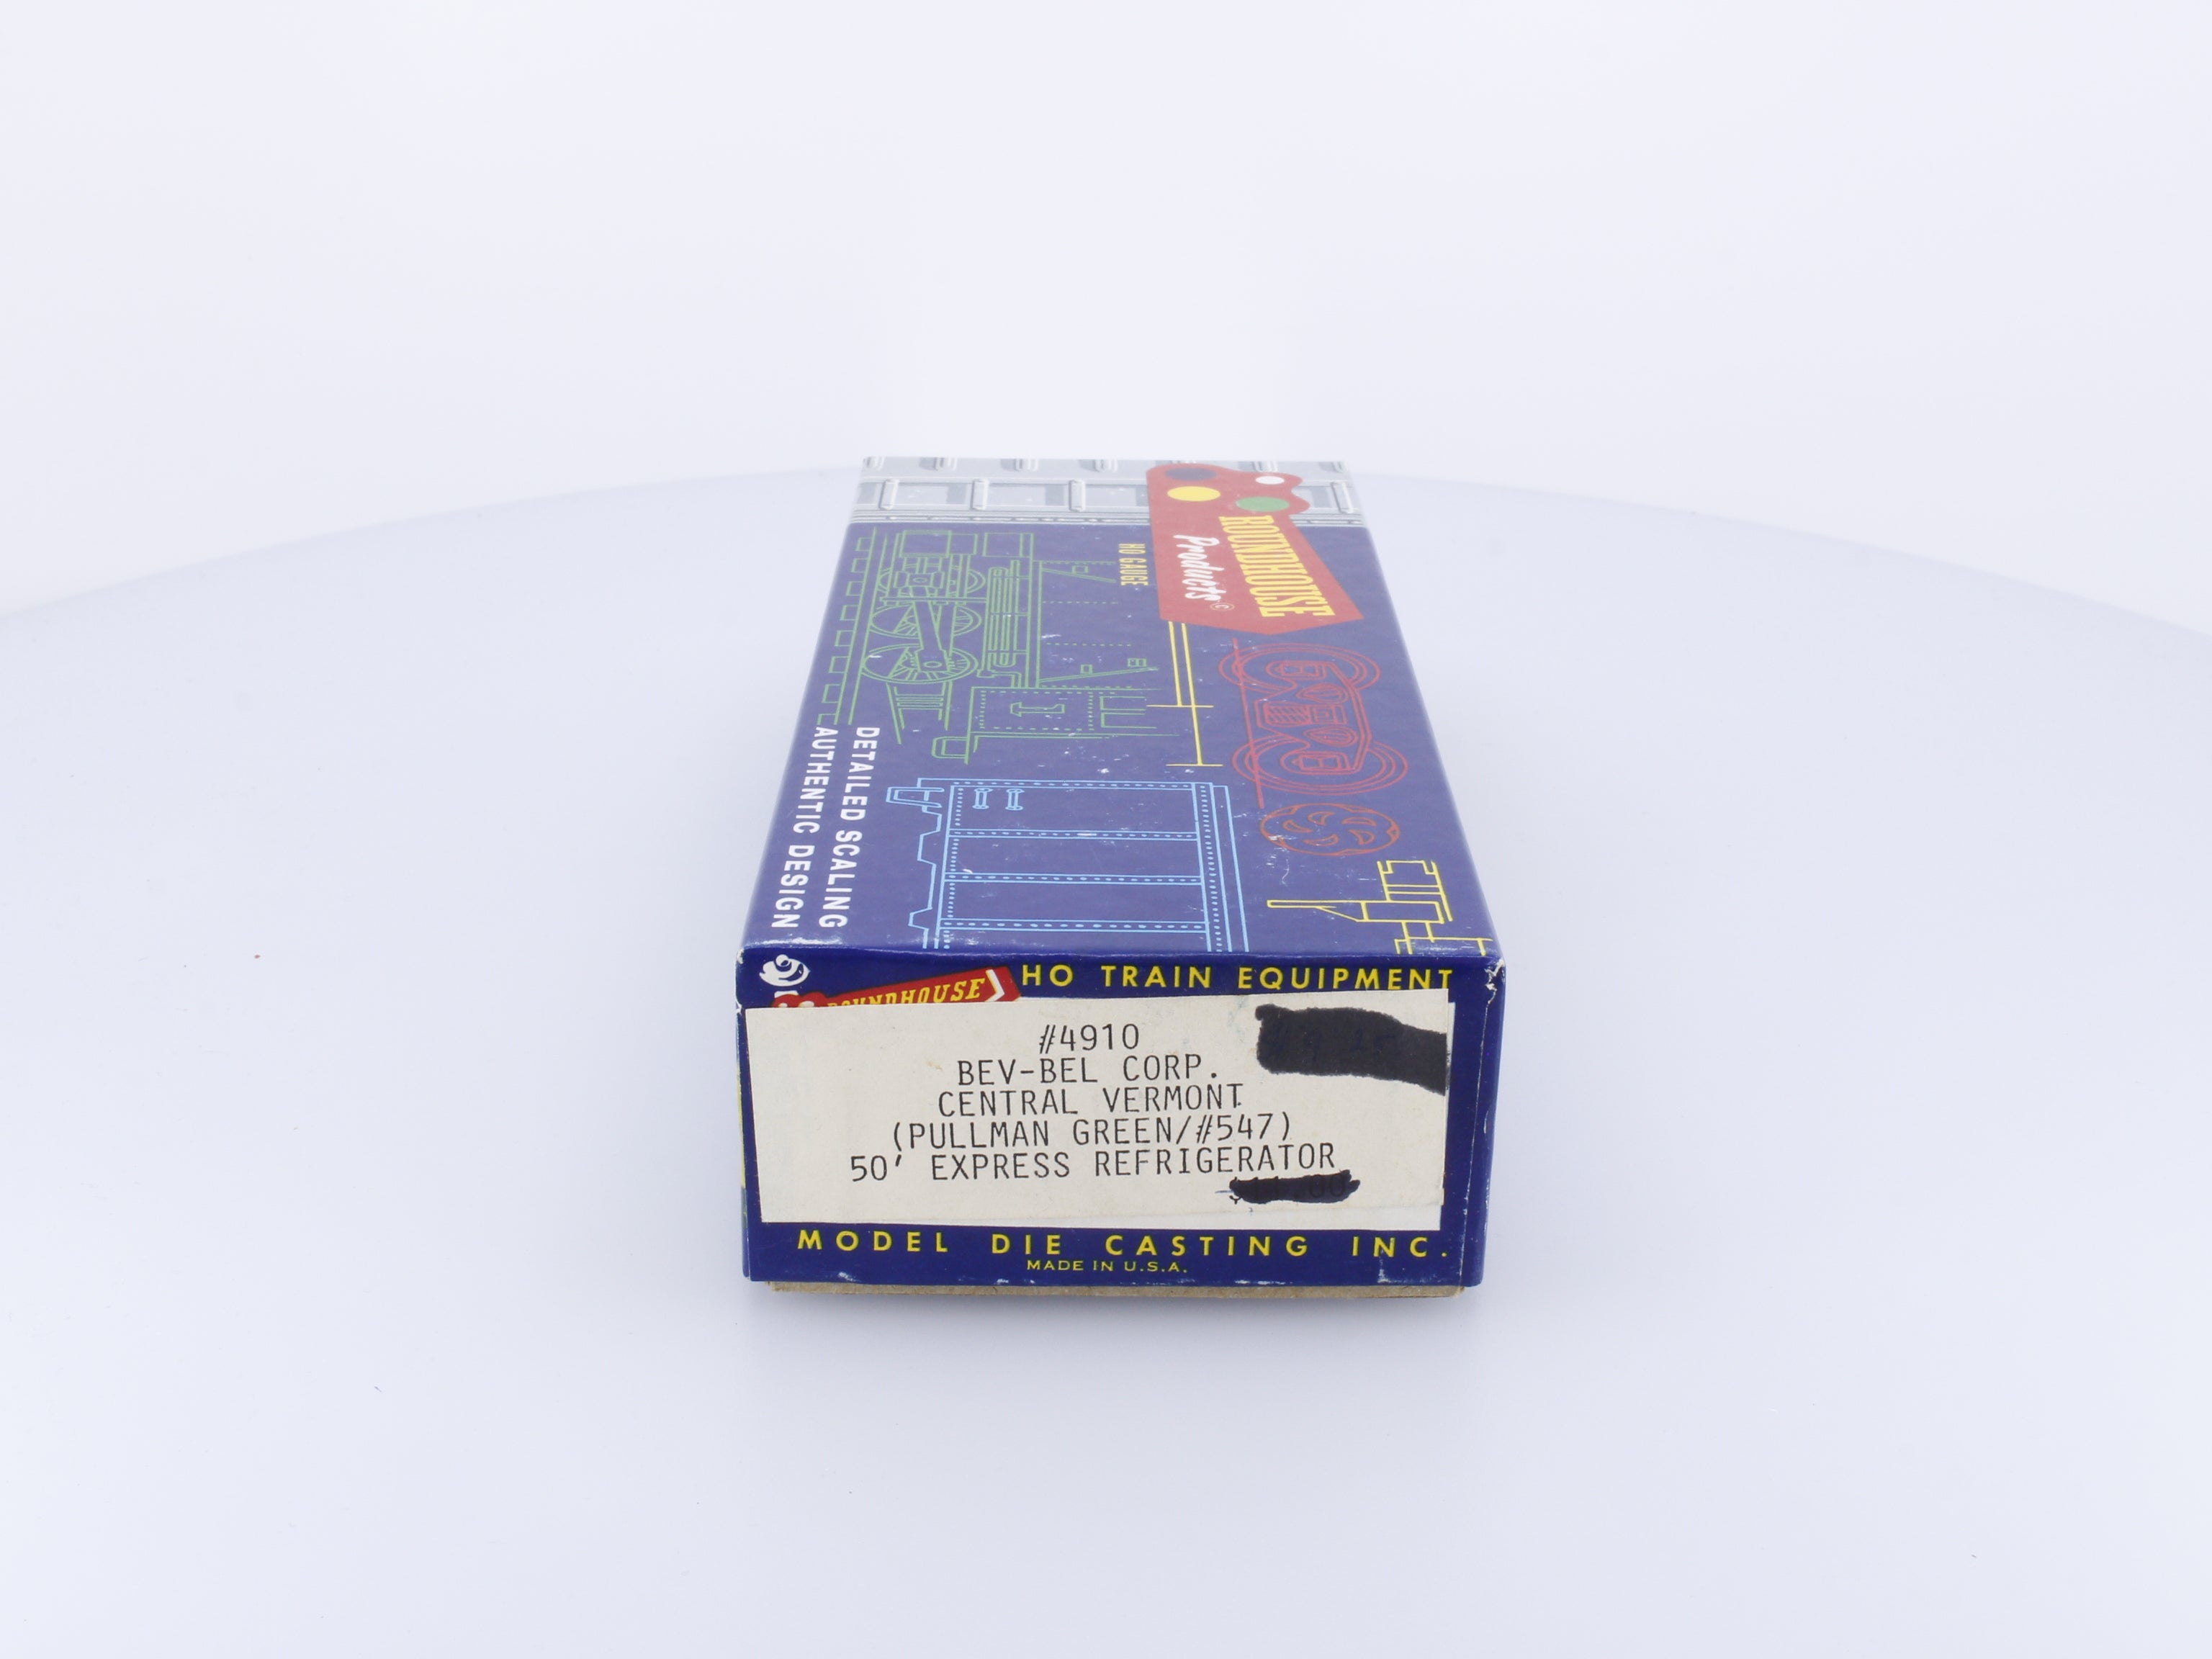 ROUNDHOUSE
Products©
HO GAUGE
DETAILED SCALING
AUTHENTIC DESIGN
ROUNDHOUSE
HO TRAIN EQUIPMENT
#4910
BEV-BEL CORP.
CENTRAL VERMONT
(PULLMAN GREEN/#547)
50' EXPRESS REFRIGERATOR
MODEL DIE CASTING INC.
MADE IN U.S.A.